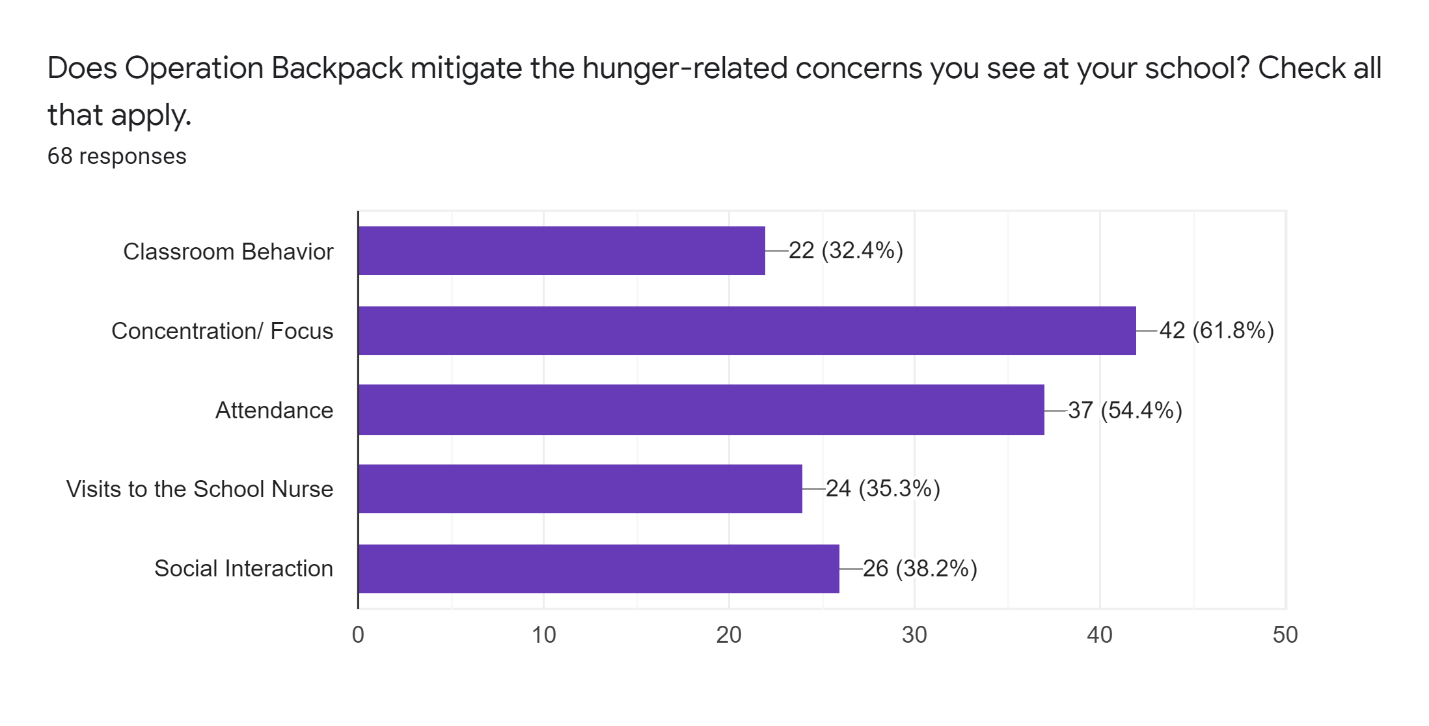 Does Operation Backpack mitigate the hunger-related concerns you see at your school? Check all
that apply.
68 responses
Classroom Behavior 22 (32.4%)
Concentration/ Focus 42 (61.8%)
Attendance 37 (54.4%)
Visits to the School Nurse 24 (35.3%)
Social Interaction 26 (38.2%)
0 10 20 30 40 50